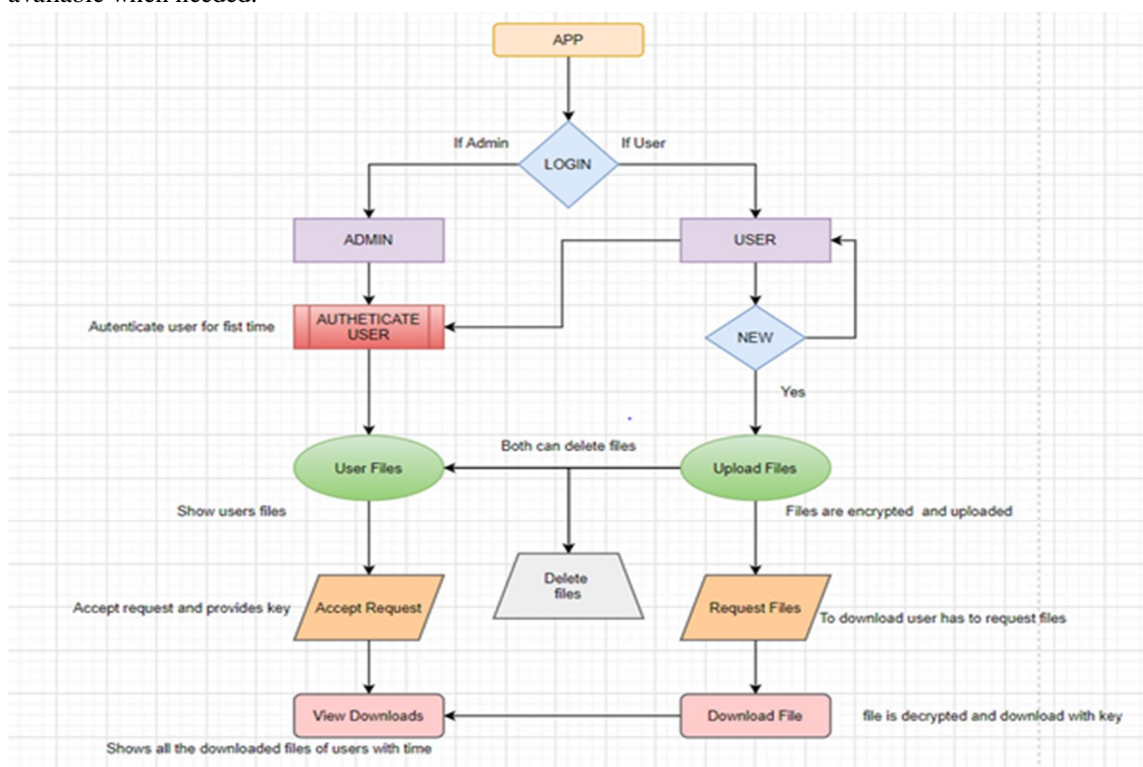 available when needed.
APP
If Admin
If User
LOGIN
ADMIN
USER
Autenticate user for fist time
AUTHETICATE
USER
NEW
Yes
Both can delete files
User Files
Upload Files
Show users files
Files are encrypted and uploaded
Delete
files
Accept request and provides key
Accept Request
Request Files
To download user has to request files
View Downloads
Download File
file is decrypted and download with key
Shows all the downloaded files of users with time